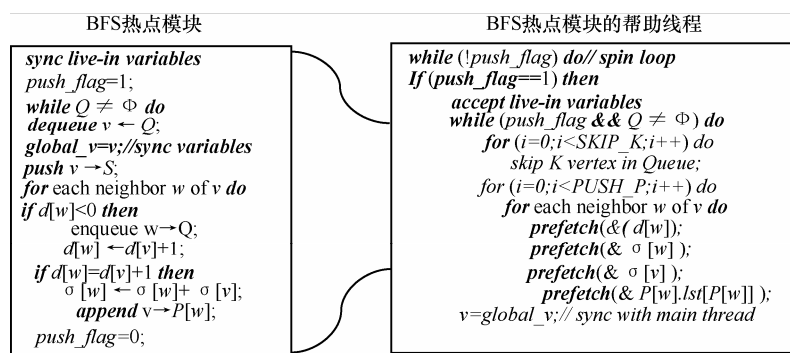 BFS热点模块
sync live-in variables
push_flag=1;
while Q ≠ Φ do
dequeue v ← Q;
global_v=v;//sync variables
push v →S;
for each neighbor w of v do
if d[w]<0 then
enqueue w→Q;
d[w] ←d[v]+1;
if d[w]=d[v]+1 then
σ [w] ←σ [w]+ σ [v];
append v→P[w];
push_flag=0;
BFS热点模块的帮助线程
while (!push_flag) do// spin loop
If (push_flag==1) then
accept live-in variables
while (push_flag && Q ≠ Φ) do
for (i=0;i<SKIP_K;i++) do
skip K vertex in Queue;
for (i=0;i<PUSH_P;i++) do
for each neighbor w of v do
prefetch(&( d[w]);
prefetch(& σ [w] );
prefetch(& σ [v] );
prefetch(& P[w].lst[P[w]] );
v=global_v;// sync with main thread